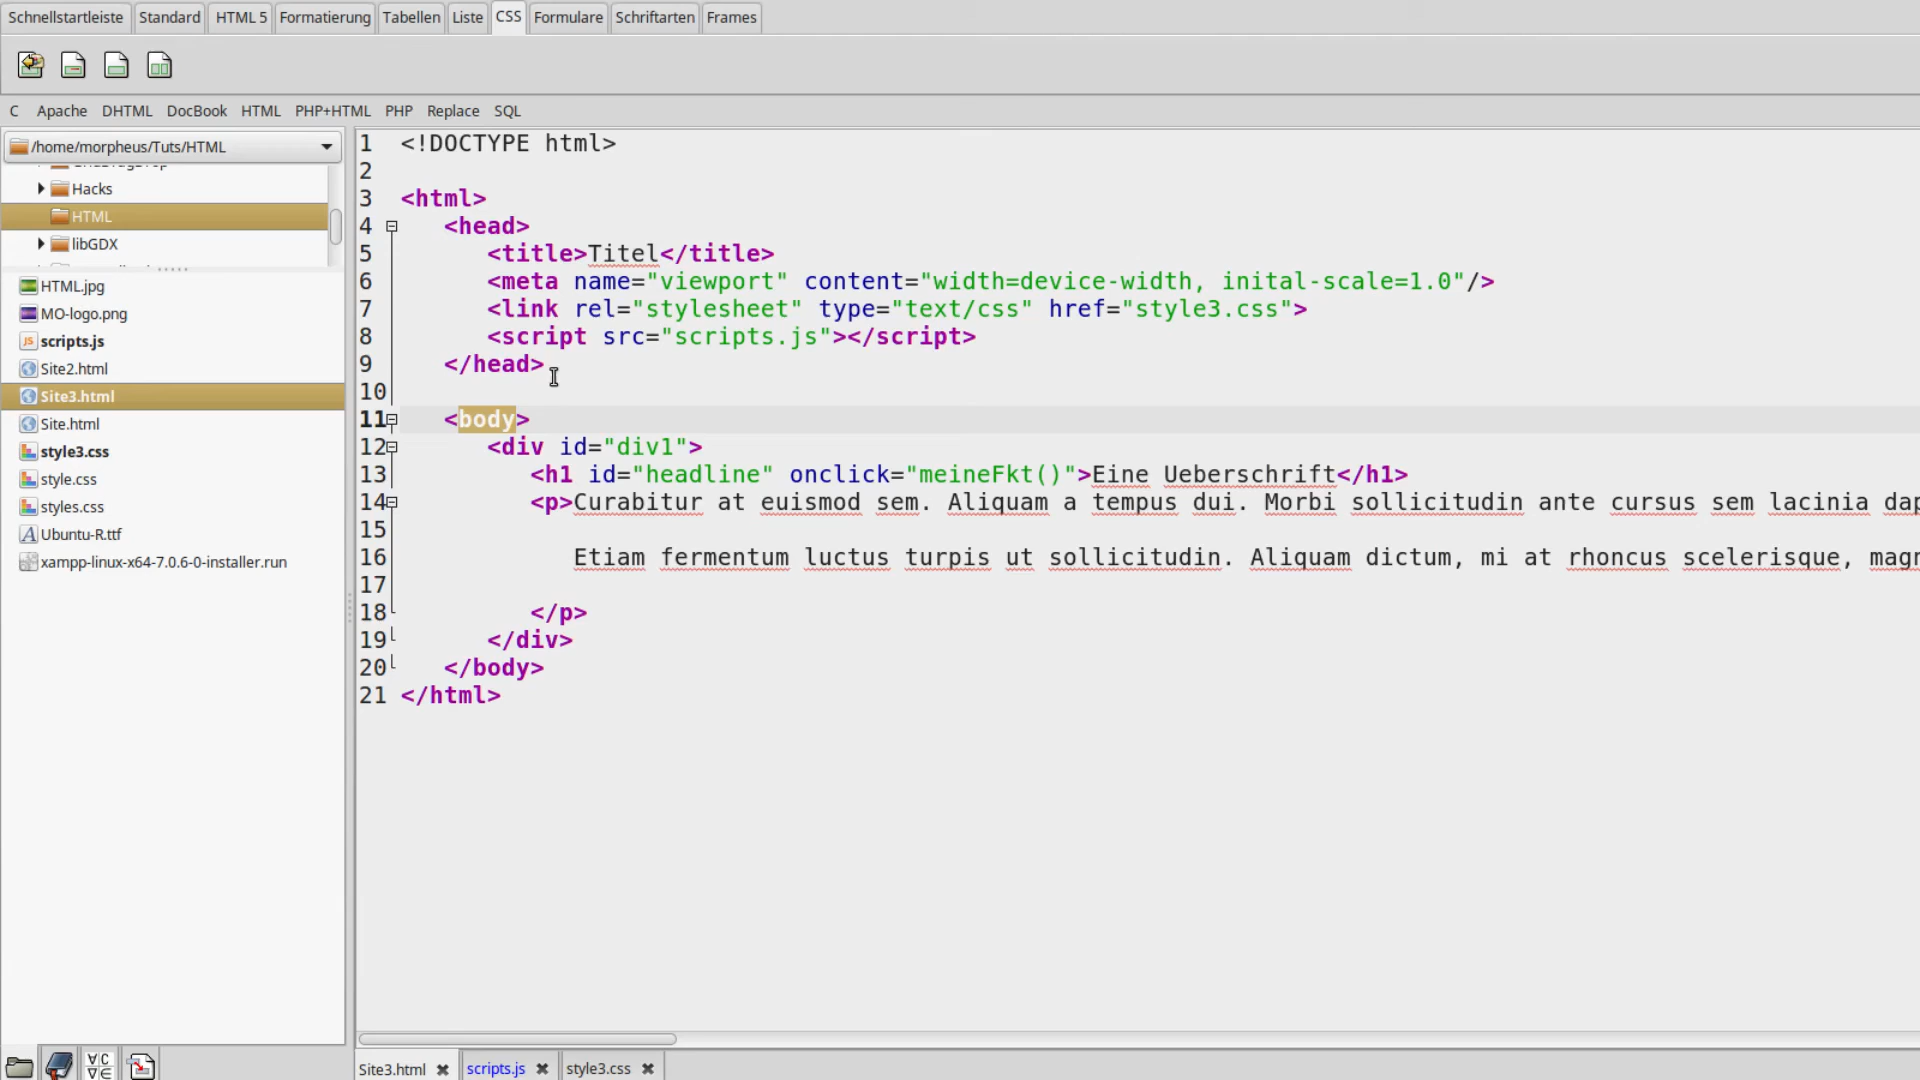 Schnellstartleiste Standard HTML 5 Formatierung Tabellen Liste CSS Formulare Schriftarten Frames
C Apache DHTML DocBook HTML PHP+HTML PHP Replace SQL
/home/morpheus/Tuts/HTML
Hacks
HTML
libGDX
HTML.jpg
MO-logo.png
scripts.js
Site2.html
Site3.html
Site.html
style3.css
style.css
styles.css
Ubuntu-R.ttf
xampp-linux-x64-7.0.6-0-installer.run
1 <!DOCTYPE html>
2
3 <html>
4 <head>
5 <title>Titel</title>
6 <meta name="viewport" content="width=device-width, inital-scale=1.0"/>
7 <link rel="stylesheet" type="text/css" href="style3.css">
8 <script src="scripts.js"></script>
9 </head>
10
11 <body>
12 <div id="div1">
13 <h1 id="headline" onclick="meineFkt()">Eine Ueberschrift</h1>
14 <p>Curabitur at euismod sem. Aliquam a tempus dui. Morbi sollicitudin ante cursus sem lacinia dap
15
16 Etiam fermentum luctus turpis ut sollicitudin. Aliquam dictum, mi at rhoncus scelerisque, magn
17
18 </p>
19 </div>
20 </body>
21 </html>
Site3.html scripts.js style3.css